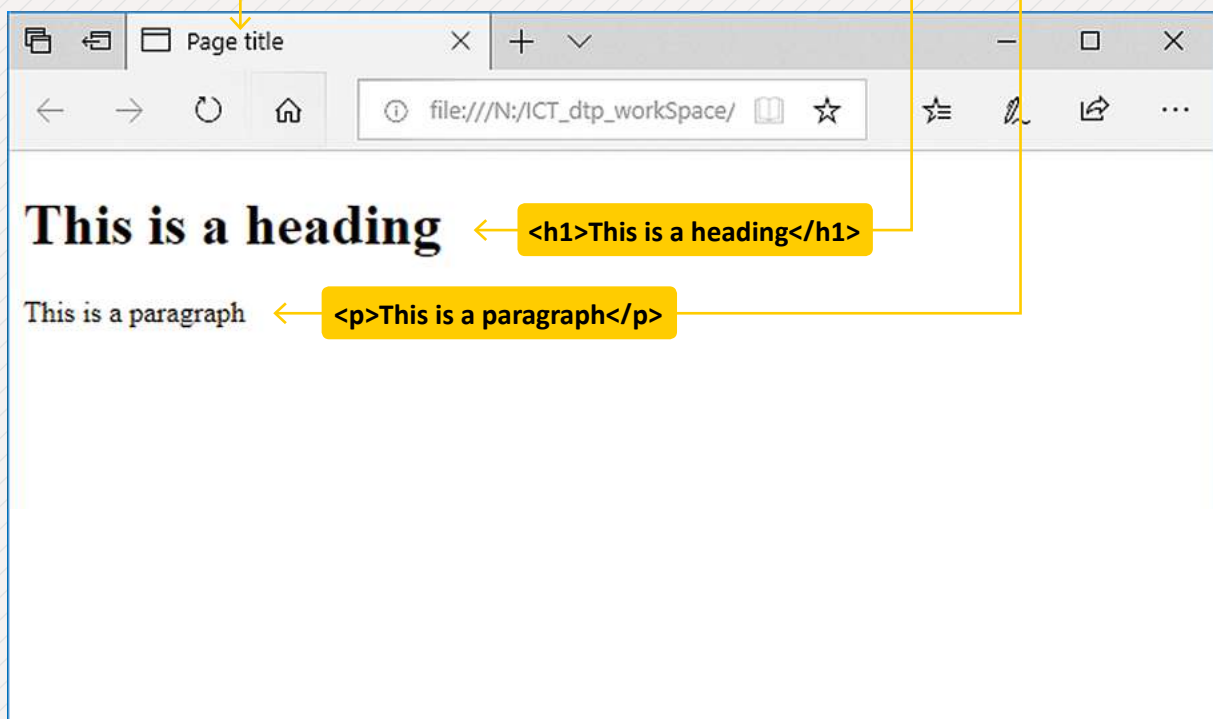 Page title
file:///N:/ICT_dtp_workSpace/
This is a heading
<h1>This is a heading</h1>
This is a paragraph
<p>This is a paragraph</p>